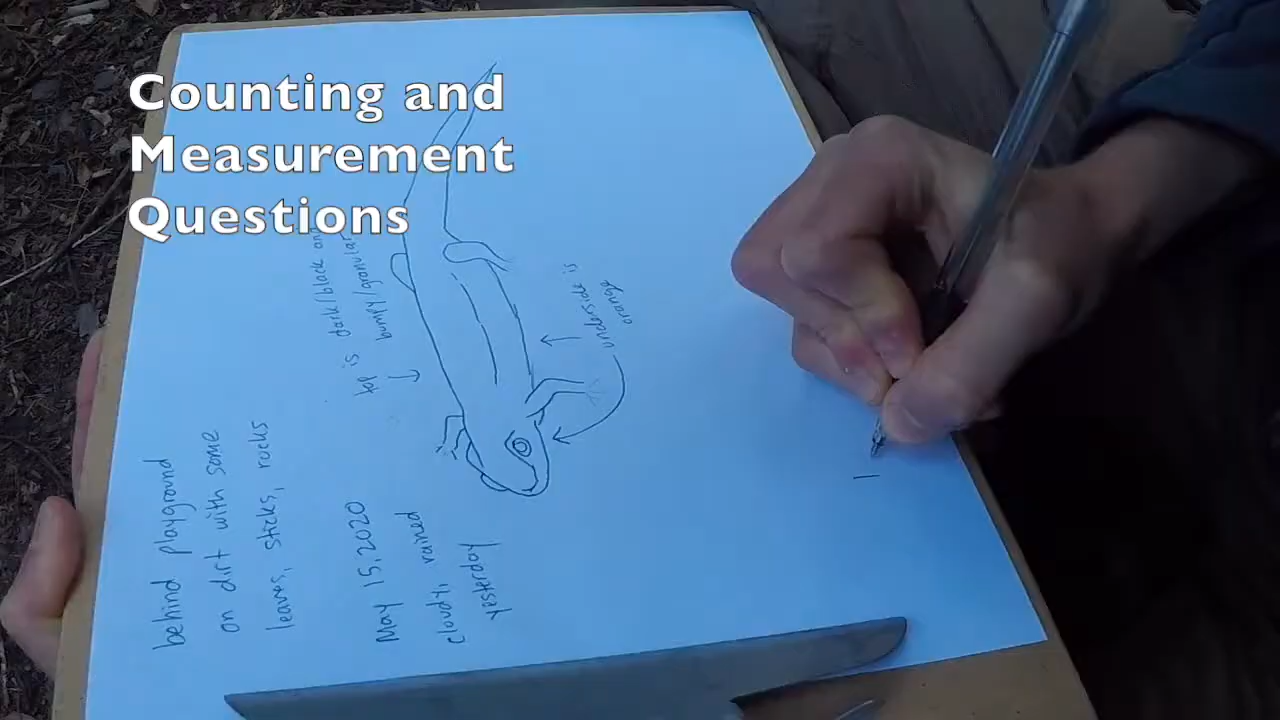 Counting and
Measurement
Questions
behind playground
on dirt with some
leaves, sticks, rocks
May 15, 2020
cloudy, rained
yesterday
top is dark/black and
bumpy/granular
underside is
orange